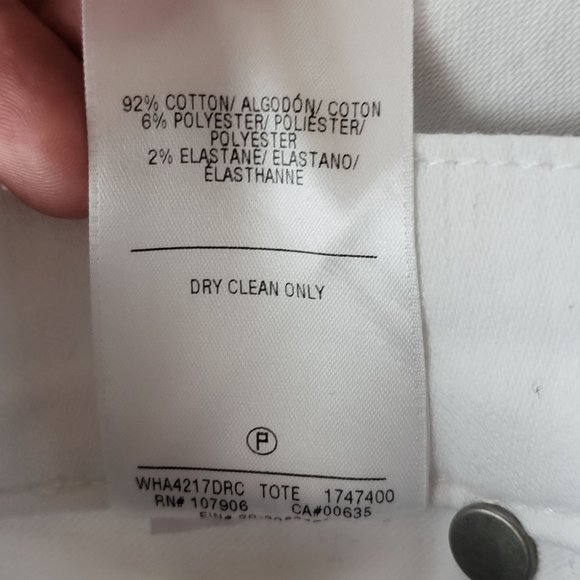 92% COTTON/ ALGODÓN/ COTON
6% POLYESTER/ POLIÉSTER/
POLYESTER
2% ELASTANE/ ELASTANO/
ÉLASTHANNE
DRY CLEAN ONLY
P
WHA4217DRC TOTE 1747400
RN# 107906 CA#00635